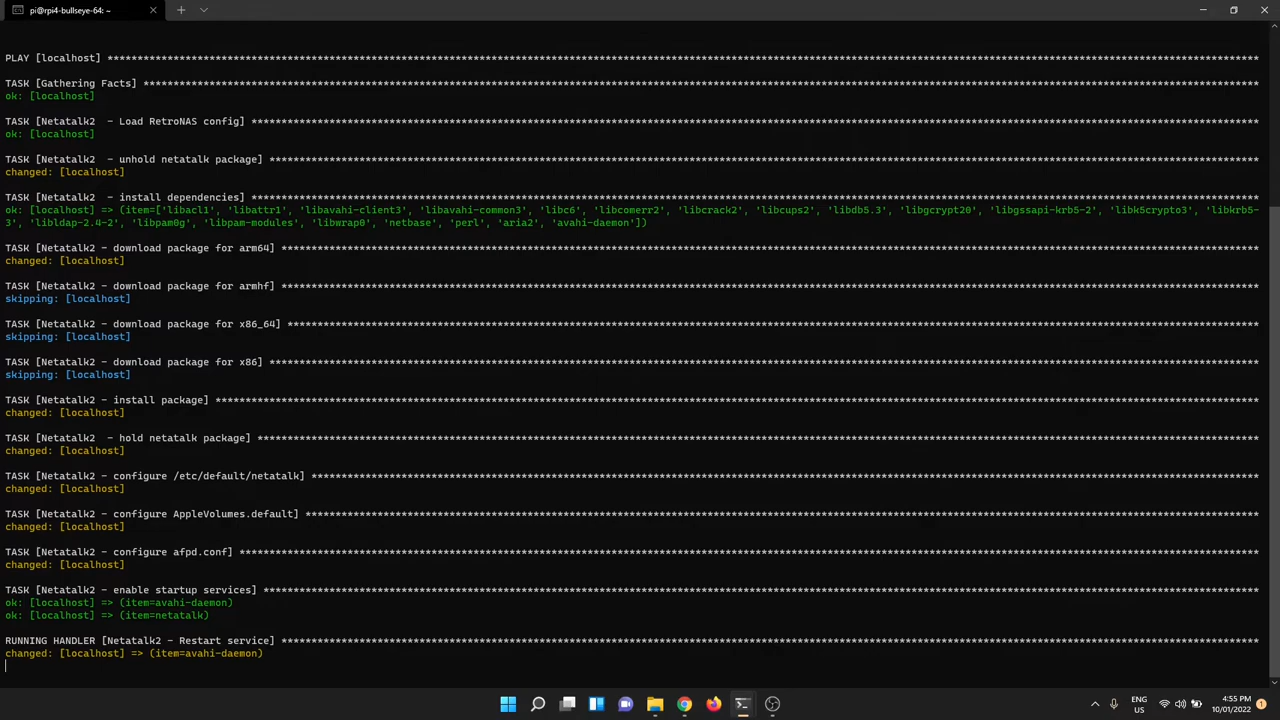 pi@rpi4-bullseye-64: ~
PLAY [localhost] ****************************************************************
TASK [Gathering Facts] ****************************************************************
ok: [localhost]
TASK [Netatalk2  - Load RetroNAS config] ****************************************************************
ok: [localhost]
TASK [Netatalk2  - unhold netatalk package] ****************************************************************
changed: [localhost]
TASK [Netatalk2  - install dependencies] ****************************************************************
ok: [localhost] => (item=['libacl1', 'libattr1', 'libavahi-client3', 'libavahi-common3', 'libc6', 'libcomerr2', 'libcrack2', 'libcups2', 'libdb5.3', 'libgcrypt20', 'libgssapi-krb5-2', 'libk5crypto3', 'libkrb5-
3', 'libldap-2.4-2', 'libpam0g', 'libpam-modules', 'libwrap0', 'netbase', 'perl', 'aria2', 'avahi-daemon'])
TASK [Netatalk2 - download package for arm64] ****************************************************************
changed: [localhost]
TASK [Netatalk2 - download package for armhf] ****************************************************************
skipping: [localhost]
TASK [Netatalk2 - download package for x86_64] ****************************************************************
skipping: [localhost]
TASK [Netatalk2 - download package for x86] ****************************************************************
skipping: [localhost]
TASK [Netatalk2 - install package] ****************************************************************
changed: [localhost]
TASK [Netatalk2  - hold netatalk package] ****************************************************************
changed: [localhost]
TASK [Netatalk2 - configure /etc/default/netatalk] ****************************************************************
changed: [localhost]
TASK [Netatalk2 - configure AppleVolumes.default] ****************************************************************
changed: [localhost]
TASK [Netatalk2 - configure afpd.conf] ****************************************************************
changed: [localhost]
TASK [Netatalk2 - enable startup services] ****************************************************************
ok: [localhost] => (item=avahi-daemon)
ok: [localhost] => (item=netatalk)
RUNNING HANDLER [Netatalk2 - Restart service] ****************************************************************
changed: [localhost] => (item=avahi-daemon)
ENG
US
4:55 PM
10/01/2022
1